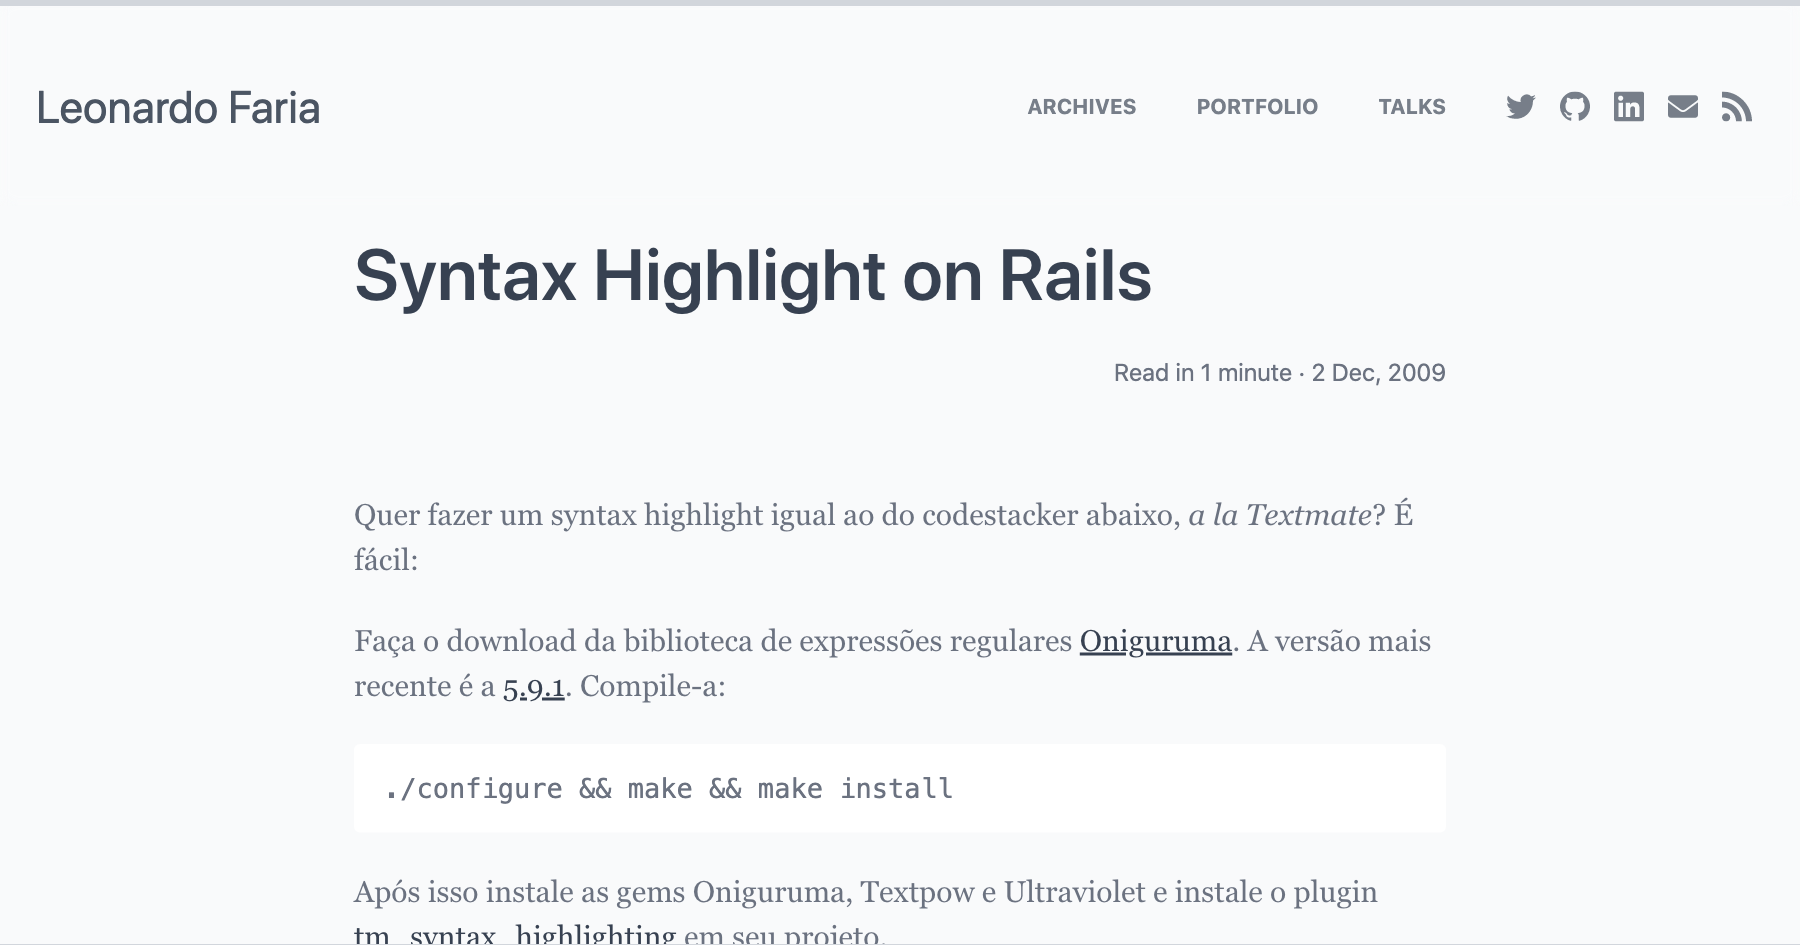 Leonardo Faria
ARCHIVES PORTFOLIO TALKS
Syntax Highlight on Rails
Read in 1 minute · 2 Dec, 2009
Quer fazer um syntax highlight igual ao do codestacker abaixo, a la Textmate? É
fácil:
Faça o download da biblioteca de expressões regulares Oniguruma. A versão mais
recente é a 5.9.1. Compile-a:
./configure && make && make install
Após isso instale as gems Oniguruma, Textpow e Ultraviolet e instale o plugin
tm_syntax_highlighting em seu projeto.